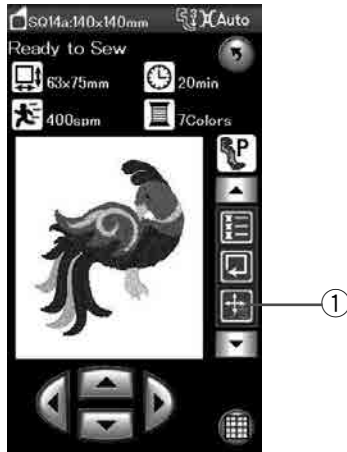 SQ14a:140x140mm Auto
Ready to Sew
63x75mm 20min
400spm 7Colors
P
1